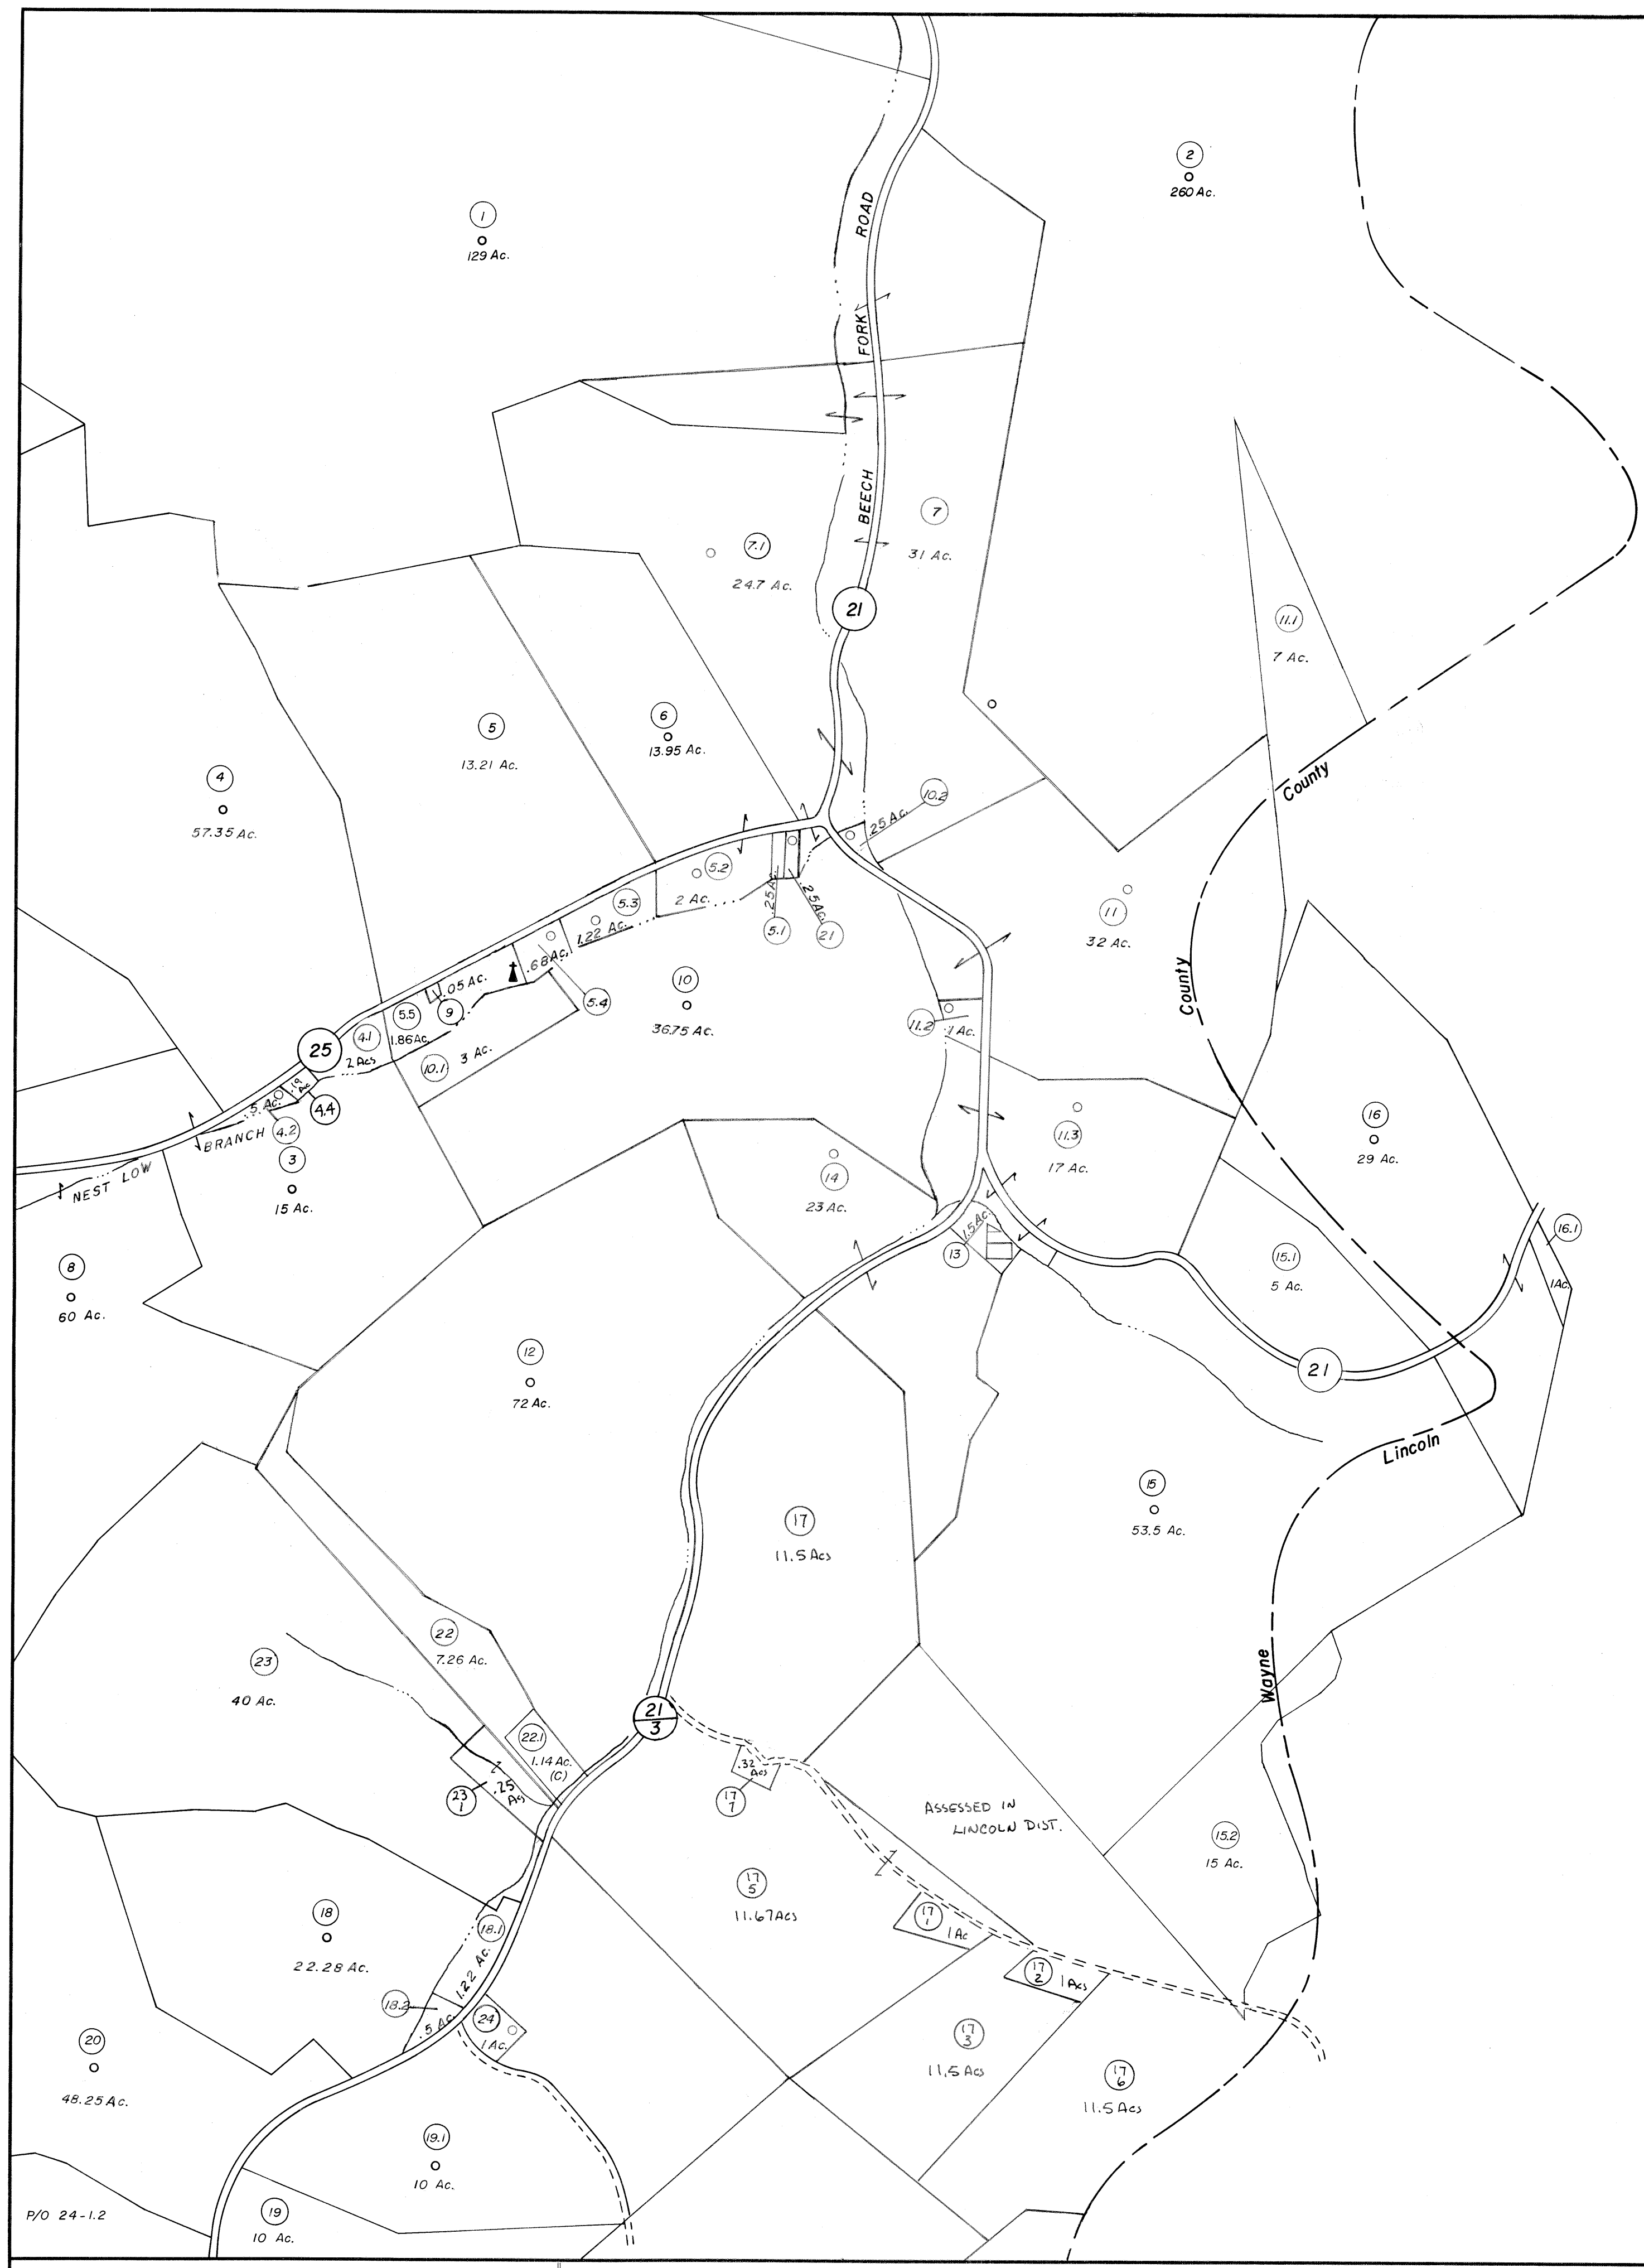 2
260 Ac.
1
129 Ac.
BEECH FORK ROAD
7
31 Ac.
7.1
24.7 Ac.
21
11.1
7 Ac.
5
13.21 Ac.
6
13.95 Ac.
4
57.35 Ac.
County
10.2
.25 Ac.
5.2
2 Ac.
5.3
1.22 Ac.
.25 Ac.
5.1
.25 Ac.
21
11
32 Ac.
County
.68 Ac.
5.4
.05 Ac.
9
10
36.75 Ac.
5.5
1.86 Ac.
4.1
2 Acs
25
10.1
3 Ac.
11.2
.1 Ac.
.19 Ac
4.4
.5 Ac.
4.2
NEST LOW BRANCH
3
15 Ac.
16
29 Ac.
11.3
17 Ac.
14
23 Ac.
1.5 Ac.
13
16.1
1 Ac.
15.1
5 Ac.
8
60 Ac.
12
72 Ac.
21
Lincoln
15
53.5 Ac.
17
11.5 Acs
22
7.26 Ac.
23
40 Ac.
Wayne
21
3
22.1
1.14 Ac.
(C)
.32
Acs
17
7
23
1
.25
As
ASSESSED IN
LINCOLN DIST.
15.2
15 Ac.
17
5
11.67 Acs
17
1
1 Ac
18
22.28 Ac.
18.1
1.22 Ac.
18.2
.5 Ac.
24
1 Ac.
17
2
1 Acs
17
3
11.5 Acs
17
6
11.5 Acs
20
48.25 Ac.
19.1
10 Ac.
P/O 24-1.2
19
10 Ac.